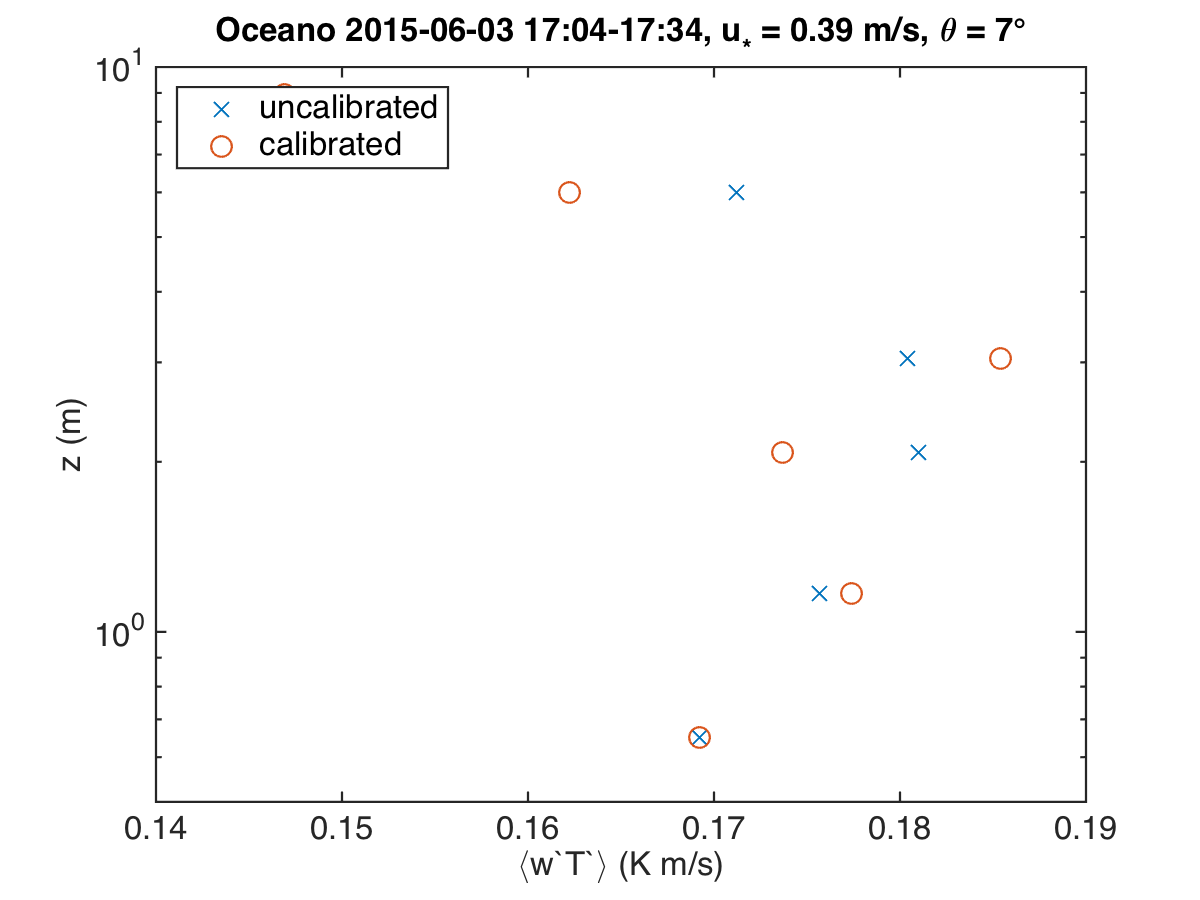 Oceano 2015-06-03 17:04-17:34, u* = 0.39 m/s, θ = 7°
10^1
uncalibrated
calibrated
z (m)
10^0
0.14 0.15 0.16 0.17 0.18 0.19
⟨w`T`⟩ (K m/s)